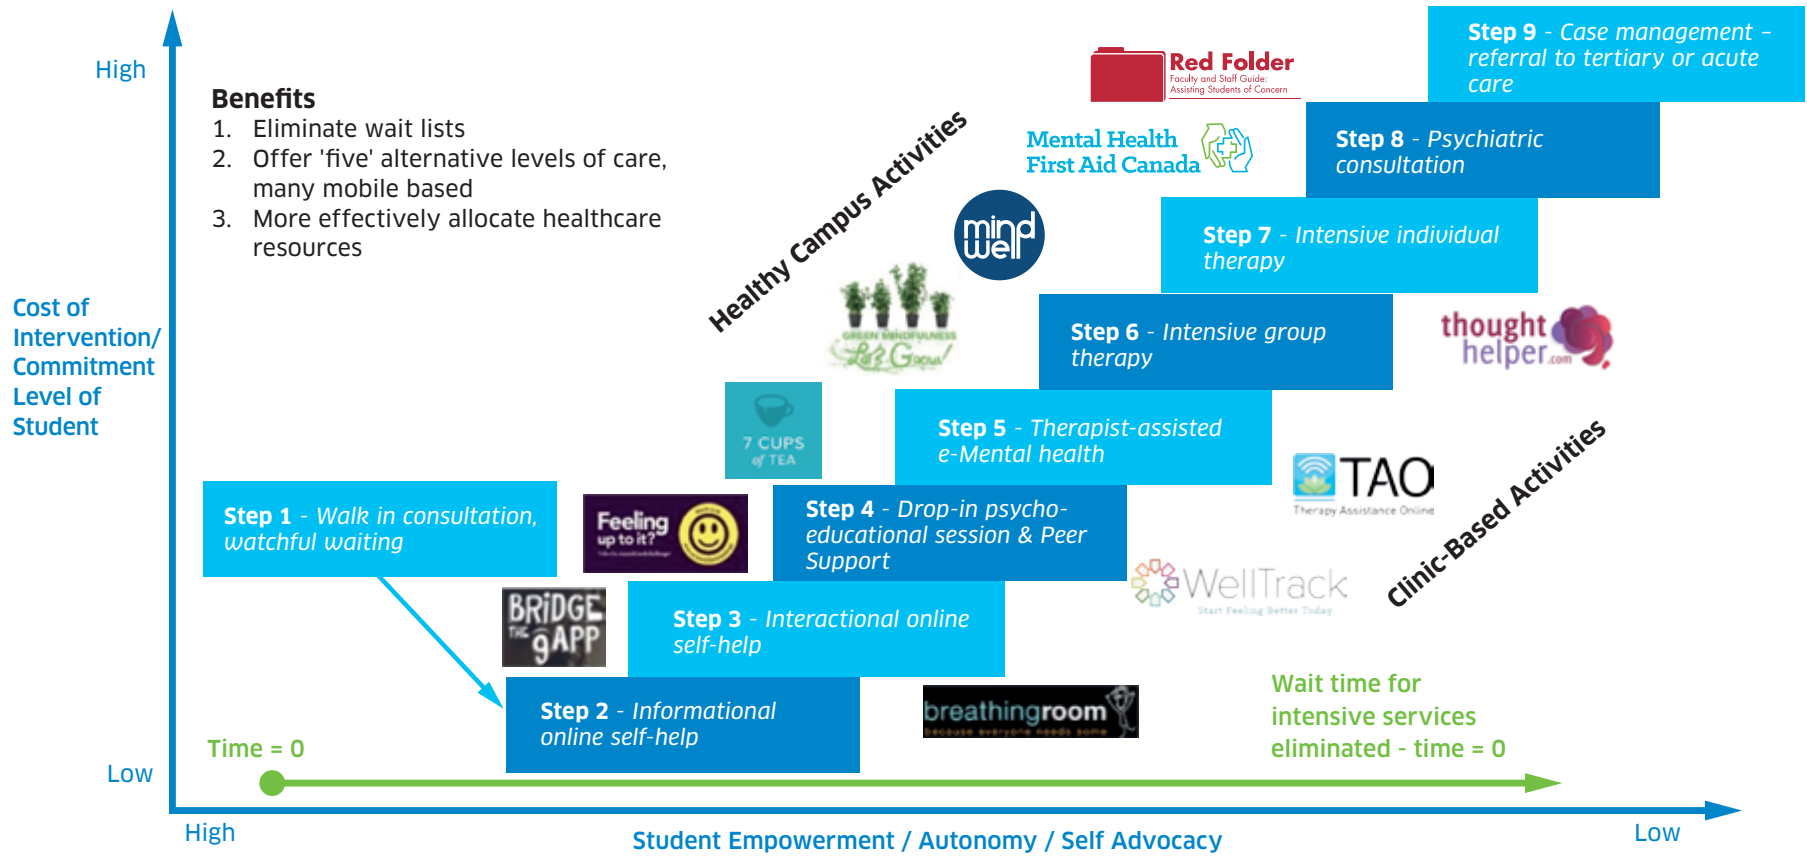 High
Benefits
1. Eliminate wait lists
2. Offer 'five' alternative levels of care,
many mobile based
3. More effectively allocate healthcare
resources
Cost of
Intervention/
Commitment
Level of
Student
Low
High
Student Empowerment / Autonomy / Self Advocacy
Low
Time = 0
Wait time for
intensive services
eliminated - time = 0
Healthy Campus Activities
Clinic-Based Activities
Step 1 - Walk in consultation,
watchful waiting
Step 2 - Informational
online self-help
Step 3 - Interactional online
self-help
Step 4 - Drop-in psycho-
educational session & Peer
Support
Step 5 - Therapist-assisted
e-Mental health
Step 6 - Intensive group
therapy
Step 7 - Intensive individual
therapy
Step 8 - Psychiatric
consultation
Step 9 - Case management –
referral to tertiary or acute
care
Red Folder
Faculty and Staff Guide:
Assisting Students of Concern
Mental Health
First Aid Canada
mind
well
GREEN MINDFULNESS
Let's Grow!
7 CUPS
of TEA
Feeling
up to it?
BRiDGE
THE gAPP
breathingroom
because everyone needs some
WellTrack
Start Feeling Better Today
TAO
Therapy Assistance Online
thought
helper.com